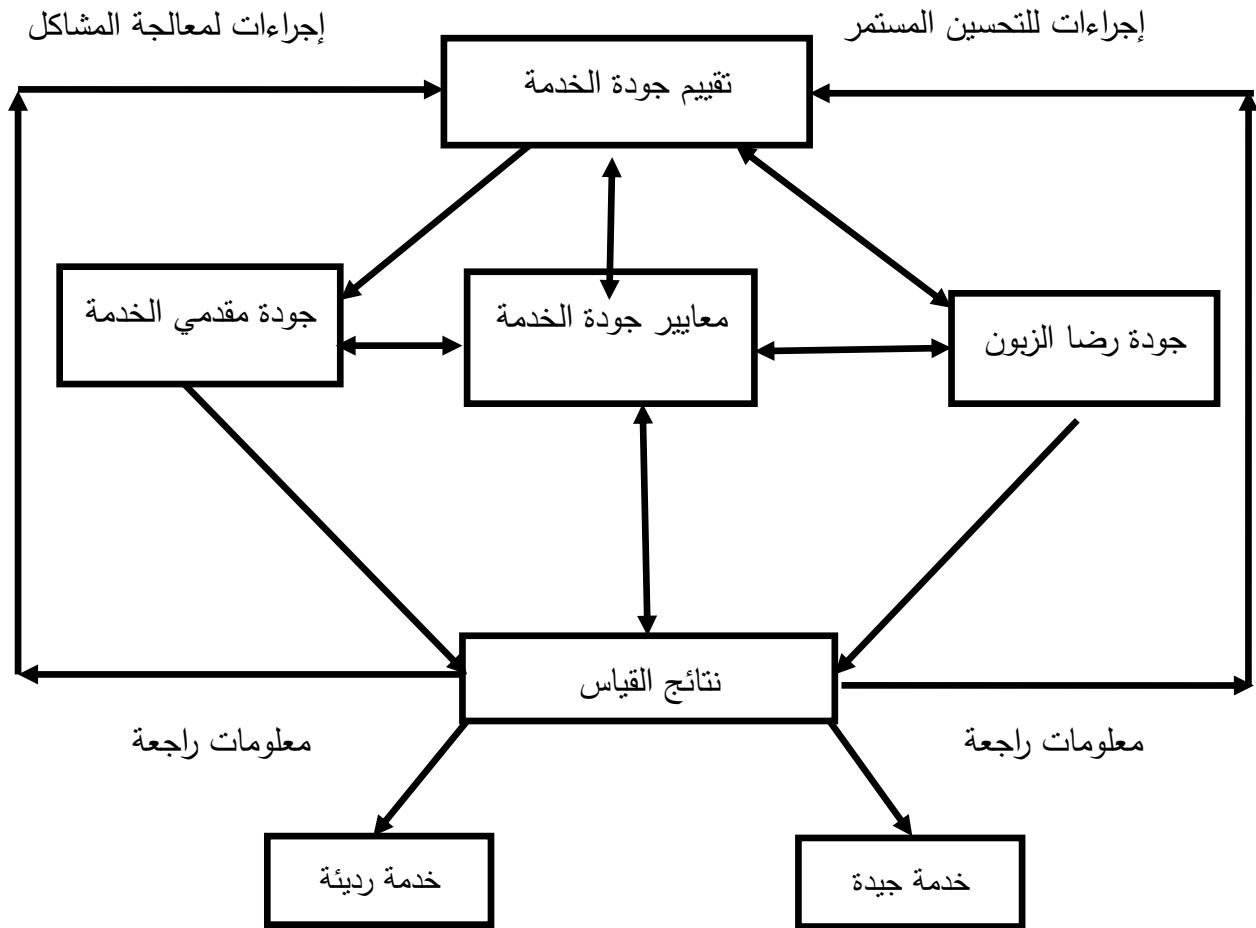 إجراءات للتحسين المستمر
إجراءات لمعالجة المشاكل
تقييم جودة الخدمة
جودة رضا الزبون
معايير جودة الخدمة
جودة مقدمي الخدمة
نتائج القياس
معلومات راجعة
معلومات راجعة
خدمة جيدة
خدمة رديئة